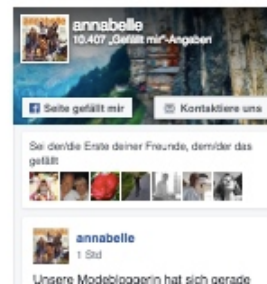 annabelle
10.407 „Gefällt mir“-Angaben
Seite gefällt mir
Kontaktiere uns
Sei der/die Erste deiner Freunde, dem/der das
gefällt
annabelle
1 Std
Unsere Modebloggerin hat sich gerade